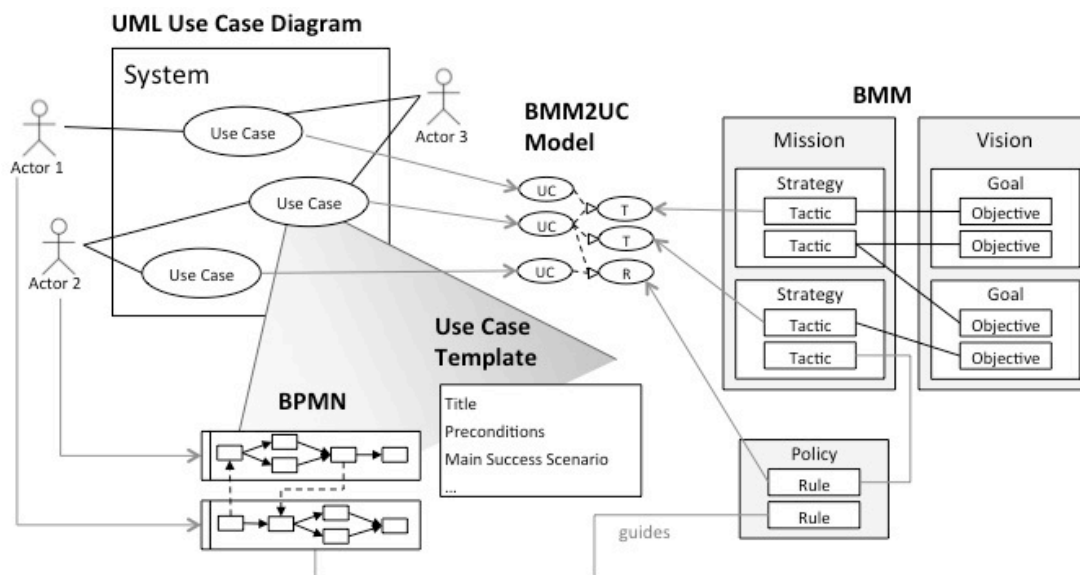 UML Use Case Diagram
System
Use Case
Use Case
Use Case
Actor 1
Actor 2
Actor 3
BMM2UC
Model
UC
UC
UC
T
T
R
BMM
Mission
Strategy
Tactic
Tactic
Strategy
Tactic
Tactic
Vision
Goal
Objective
Objective
Goal
Objective
Objective
Use Case
Template
Title
Preconditions
Main Success Scenario
...
BPMN
Policy
Rule
Rule
guides